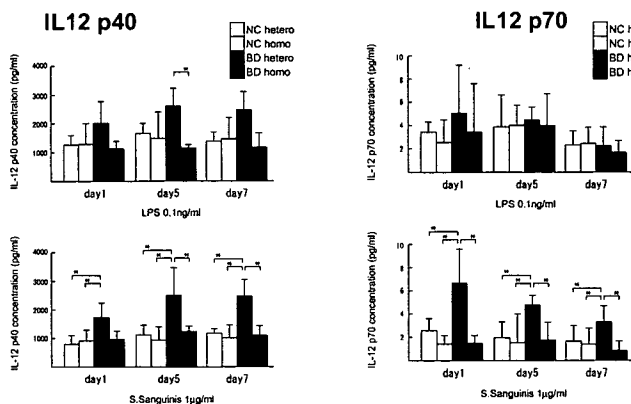 IL12 p40
NC hetero
NC homo
BD hetero
BD homo
IL-12 p40 concentration (pg/ml)
4000
3000
2000
1000
*
day1
day5
day7
LPS 0.1ng/ml
IL12 p70
NC h
NC h
BD h
BD h
IL-12 p70 concentration (pg/ml)
10
8
6
4
2
day1
day5
day7
LPS 0.1ng/ml
IL-12 p40 concentration (pg/ml)
4000
3000
2000
1000
* *
* * *
* * *
day1
day5
day7
S.Sanguinis 1μg/ml
IL-12 p70 concentration (pg/ml)
10
8
6
4
2
* * *
* * *
* * *
day1
day5
day7
S.Sanguinis 1μg/ml